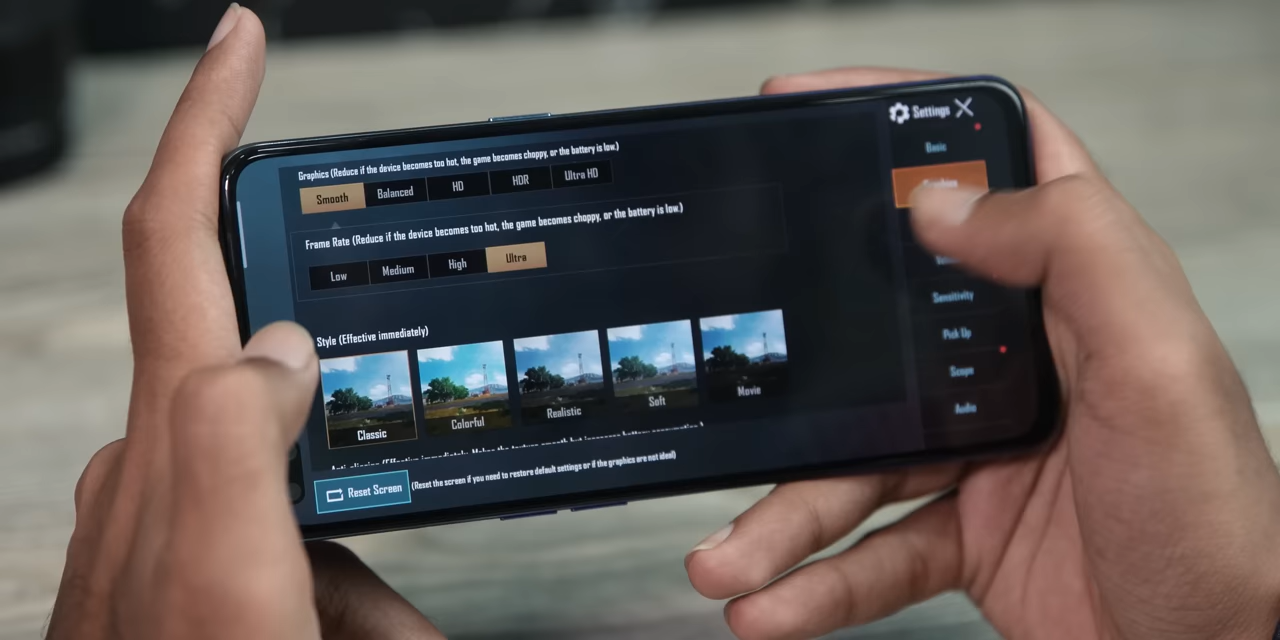 Graphics (Reduce if the device becomes too hot, the game becomes choppy, or the battery is low.)
Smooth Balanced HD HDR Ultra HD
Frame Rate (Reduce if the device becomes too hot, the game becomes choppy, or the battery is low.)
Low Medium High Ultra
Style (Effective immediately)
Classic Colorful Realistic Soft Movie
Reset Screen (Reset the screen if you need to restore default settings or if the graphics are not ideal)
Settings
Basic
Sensitivity
Pick Up
Scope
Audio